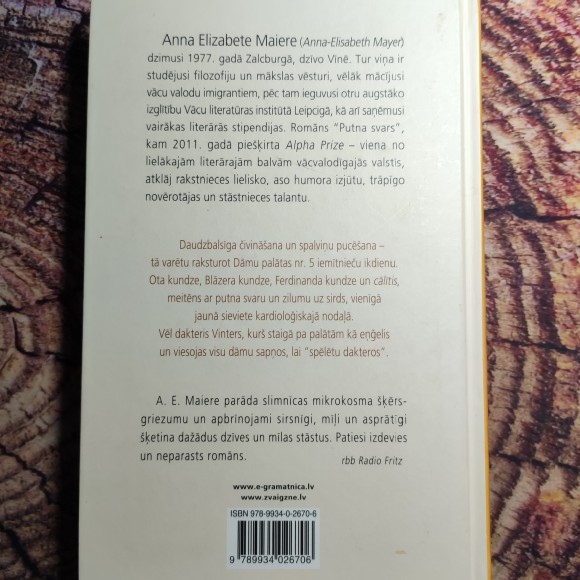 Anna Elizabete Maiere (Anna-Elisabeth Mayer)
dzimusi 1977. gadā Zalcburgā, dzīvo Vīnē. Tur viņa ir
studējusi filozofiju un mākslas vēsturi, vēlāk mācījusi
vācu valodu imigrantiem, pēc tam ieguvusi otru augstāko
izglītību Vācu literatūras institūtā Leipcigā, kā arī saņēmusi
vairākas literārās stipendijas. Romāns “Putna svars”,
kam 2011. gadā piešķirta Alpha Prize – viena no
lielākajām literārajām balvām vācvalodīgajās valstīs,
atklāj rakstnieces lielisko, aso humora izjūtu, trāpīgo
novērotājas un stāstnieces talantu.
Daudzbalsīga čivināšana un spalviņu pucēšana –
tā varētu raksturot Dāmu palātas nr. 5 iemītnieču ikdienu.
Ota kundze, Blāzera kundze, Ferdinanda kundze un cālītis,
meitēns ar putna svaru un zilumu uz sirds, vienīgā
jaunā sieviete kardioloģiskajā nodaļā.
Vēl dakteris Vinters, kurš staigā pa palātām kā eņģelis
un viesojas visu dāmu sapņos, lai “spēlētu dakteros”.
A. E. Maiere parāda slimnīcas mikrokosma šķērs-
griezumu un apbrīnojami sirsnīgi, mīļi un asprātīgi
šķetina dažādus dzīves un mīlas stāstus. Patiesi izdevies
un neparasts romāns.
rbb Radio Fritz
www.e-gramatnica.lv
www.zvaigzne.lv
ISBN 978-9934-0-2670-6
9 789934 026706